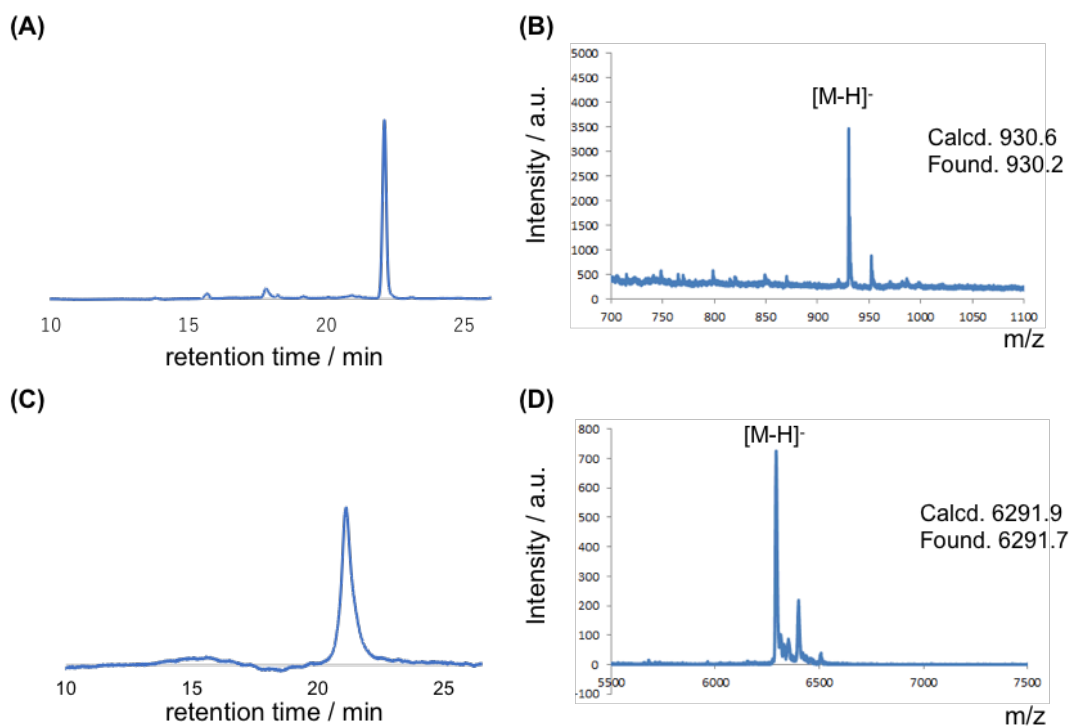 (A)
10
15
20
25
retention time / min
(B)
5000
4500
4000
3500
3000
2500
2000
1500
1000
500
0
Intensity / a.u.
[M-H]-
Calcd. 930.6
Found. 930.2
700
750
800
850
900
950
1000
1050
1100
m/z
(C)
10
15
20
25
retention time / min
(D)
800
700
600
500
400
300
200
100
0
-100
Intensity / a.u.
[M-H]-
Calcd. 6291.9
Found. 6291.7
5500
6000
6500
7000
7500
m/z